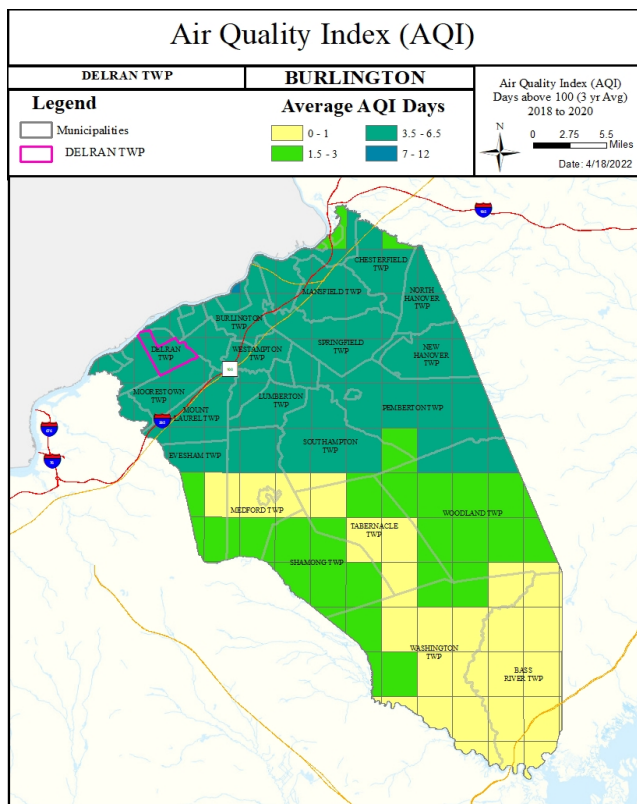 Air Quality Index (AQI)
DELRAN TWP
BURLINGTON
Legend
Municipalities
DELRAN TWP
Average AQI Days
0 - 1
3.5 - 6.5
1.5 - 3
7 - 12
Air Quality Index (AQI)
Days above 100 (3 yr Avg)
2018 to 2020
N
0 2.75 5.5
Miles
Date: 4/18/2022
CHESTERFIELD
TWP
MANSFIELD TWP
NORTH
HANOVER
TWP
BURLINGTON
TWP
DELRAN
TWP
WESTAMPTON
TWP
SPRINGFIELD
TWP
NEW
HANOVER
TWP
MOORESTOWN
TWP
LUMBERTON
TWP
MOUNT
LAUREL TWP
PEMBERTON TWP
SOUTHAMPTON
TWP
EVESHAM TWP
MEDFORD TWP
WOODLAND TWP
TABERNACLE
TWP
SHAMONG TWP
WASHINGTON
TWP
BASS
RIVER TWP